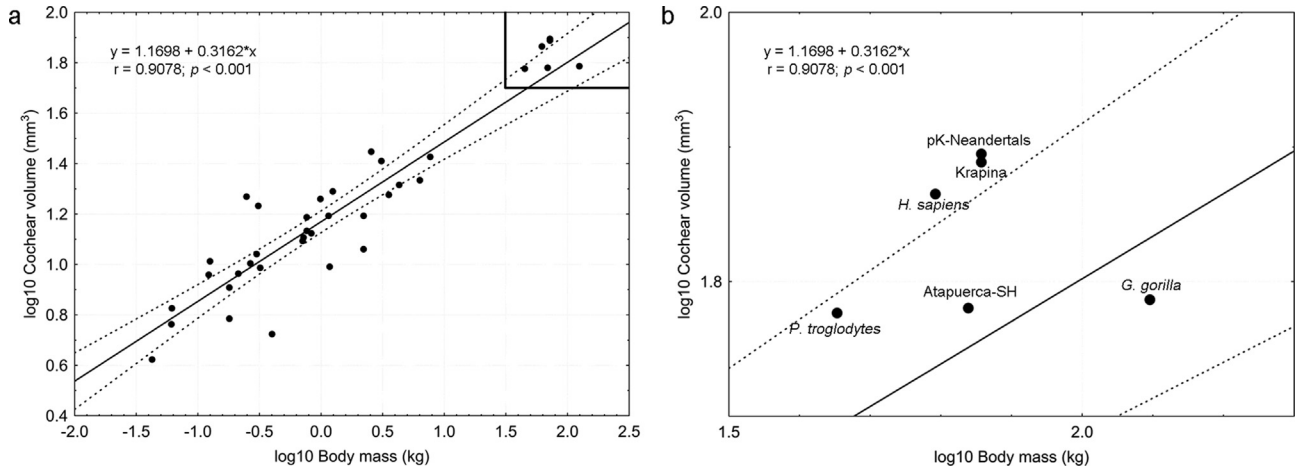 a
y = 1.1698 + 0.3162*x
r = 0.9078; p < 0.001
log10 Cochear volume (mm3)
2.0
1.8
1.6
1.4
1.2
1.0
0.8
0.6
0.4
-2.0 -1.5 -1.0 -0.5 0.0 0.5 1.0 1.5 2.0 2.5
log10 Body mass (kg)
b
y = 1.1698 + 0.3162*x
r = 0.9078; p < 0.001
log10 Cochear volume (mm3)
2.0
1.8
pK-Neandertals
Krapina
H. sapiens
Atapuerca-SH
G. gorilla
P. troglodytes
1.5 2.0
log10 Body mass (kg)